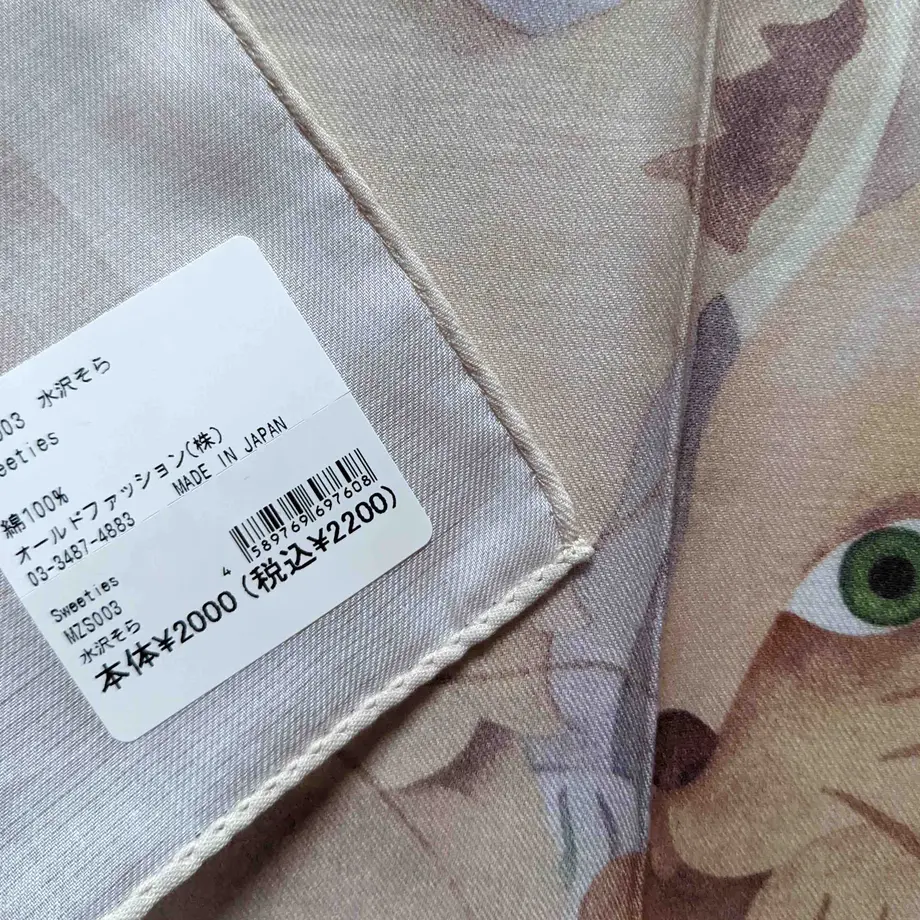 003 水沢そら
eeties
綿100%
オールドファッション(株)
03-3487-4883 MADE IN JAPAN
4 589769 697608
Sweeties
MZS003
水沢そら
本体¥2000(税込¥2200)